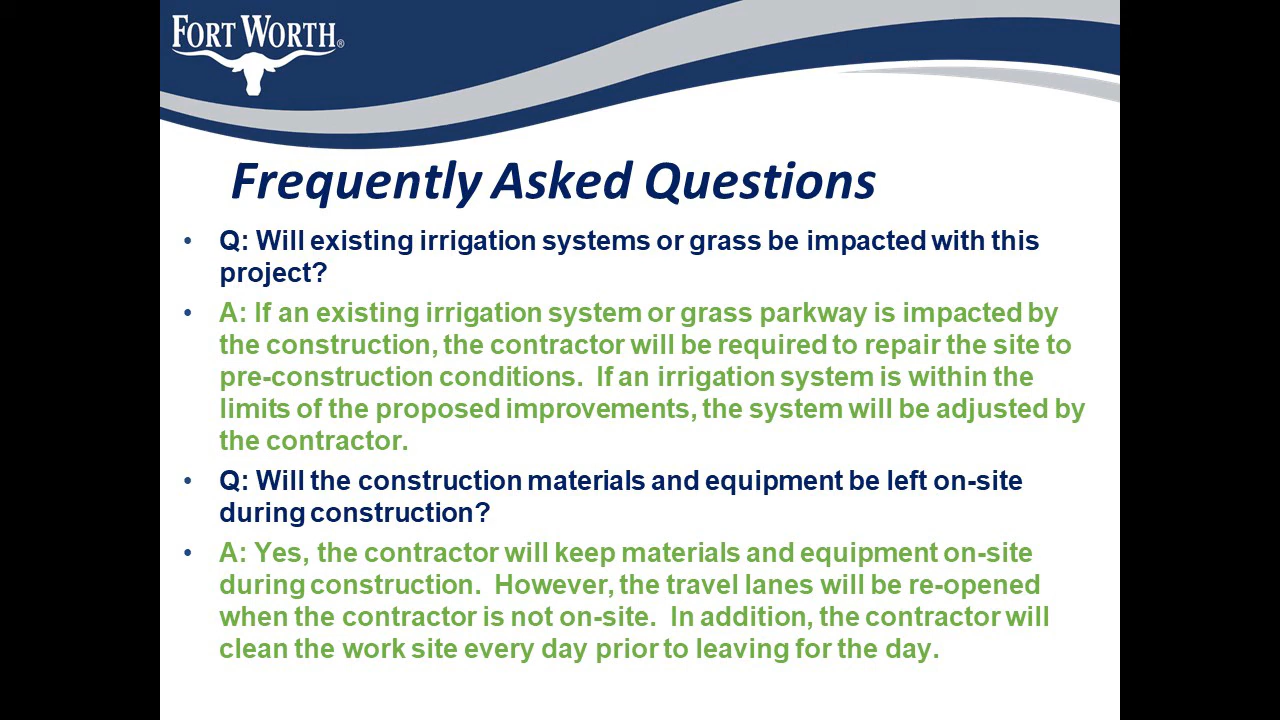 FORT WORTH®
Frequently Asked Questions
• Q: Will existing irrigation systems or grass be impacted with this
project?
• A: If an existing irrigation system or grass parkway is impacted by
the construction, the contractor will be required to repair the site to
pre-construction conditions.  If an irrigation system is within the
limits of the proposed improvements, the system will be adjusted by
the contractor.
• Q: Will the construction materials and equipment be left on-site
during construction?
• A: Yes, the contractor will keep materials and equipment on-site
during construction.  However, the travel lanes will be re-opened
when the contractor is not on-site.  In addition, the contractor will
clean the work site every day prior to leaving for the day.